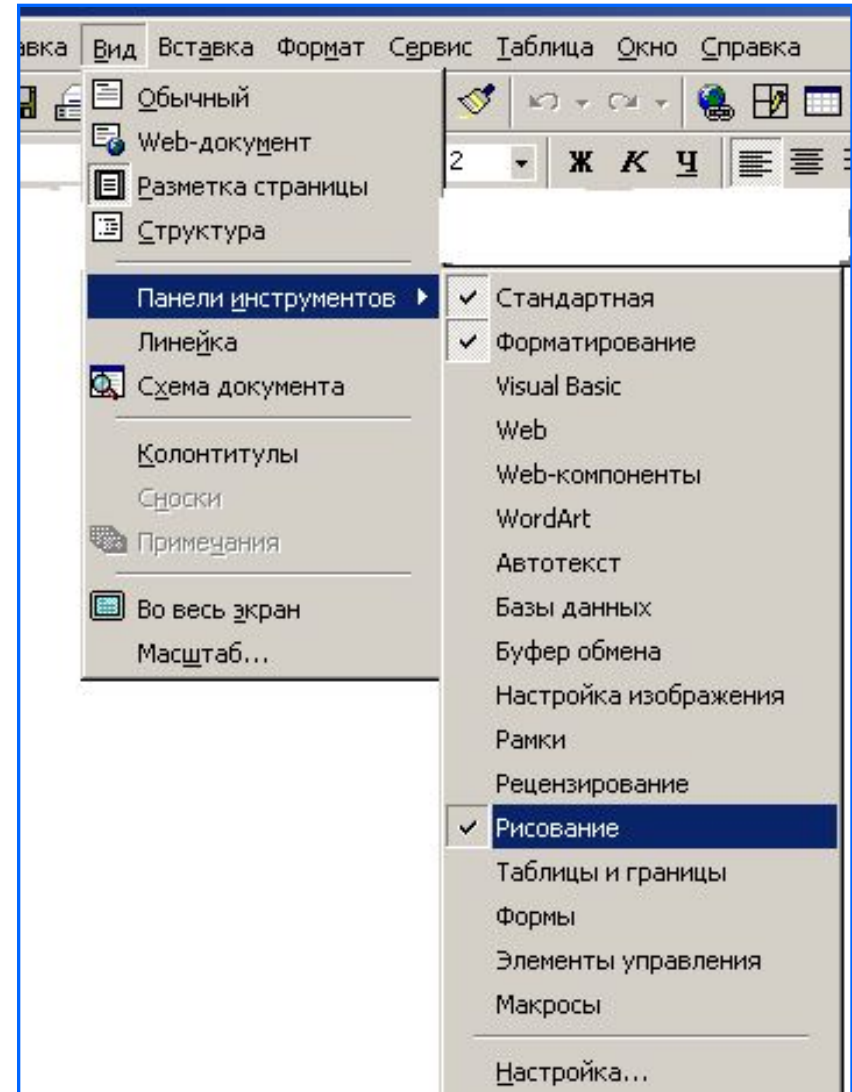 авка Вид Вставка Формат Сервис Таблица Окно Справка
Обычный
Web-документ
Разметка страницы
2 Ж К Ч
Структура
Панели инструментов
Линейка
Схема документа
Колонтитулы
Сноски
Примечания
Во весь экран
Масштаб...
Стандартная
Форматирование
Visual Basic
Web
Web-компоненты
WordArt
Автотекст
Базы данных
Буфер обмена
Настройка изображения
Рамки
Рецензирование
Рисование
Таблицы и границы
Формы
Элементы управления
Макросы
Настройка...